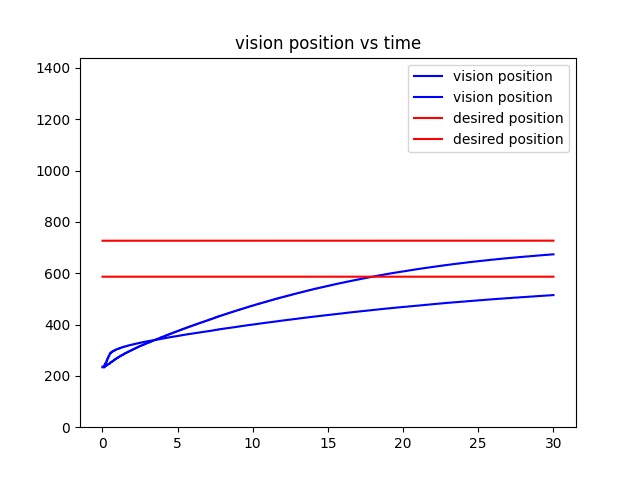 vision position vs time
vision position
vision position
desired position
desired position
1400
1200
1000
800
600
400
200
0
0 5 10 15 20 25 30